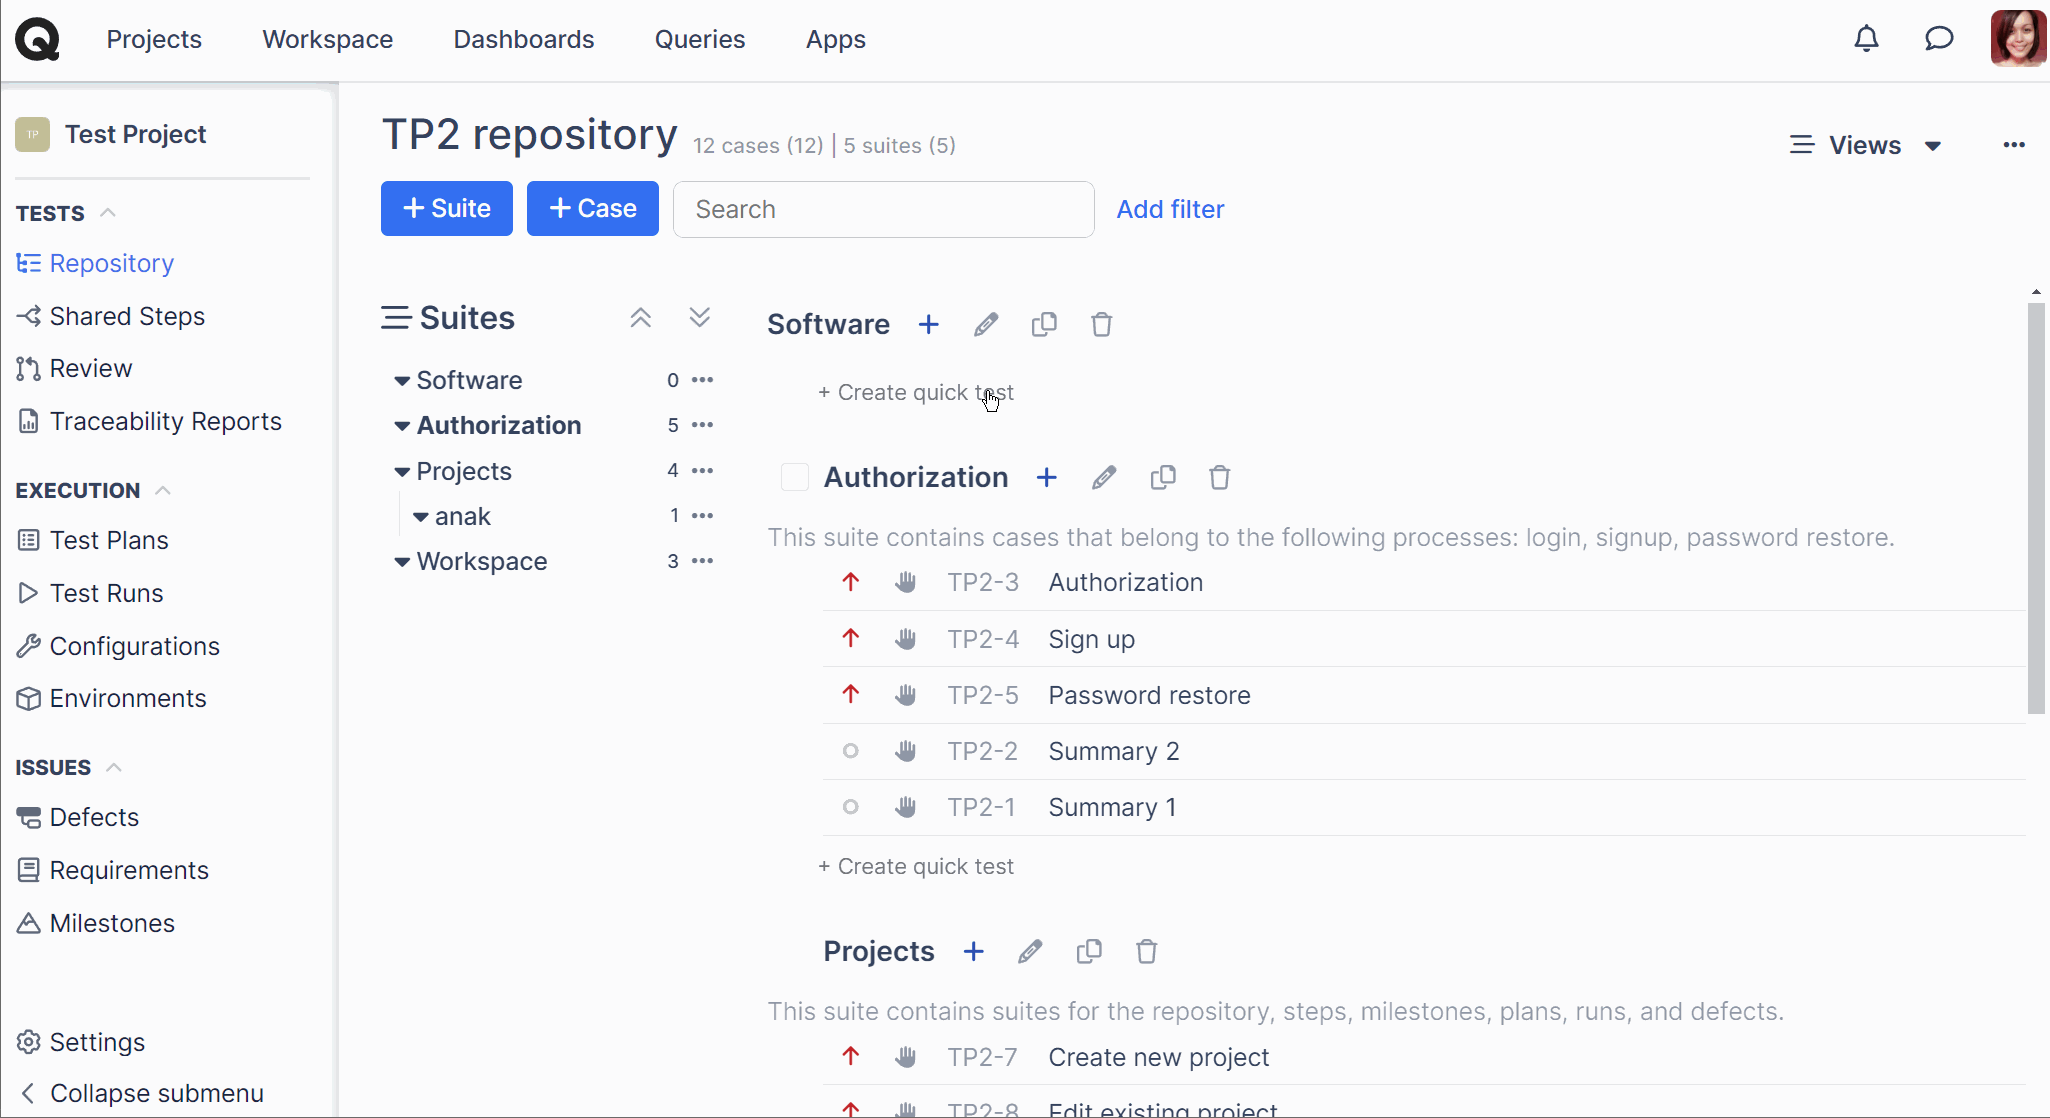 Projects
Workspace
Dashboards
Queries
Apps
TP
Test Project
TESTS
Repository
Shared Steps
Review
Traceability Reports
EXECUTION
Test Plans
Test Runs
Configurations
Environments
ISSUES
Defects
Requirements
Milestones
Settings
Collapse submenu
TP2 repository 12 cases (12) | 5 suites (5)
Views
+ Suite
+ Case
Search
Add filter
Suites
Software 0
Authorization 5
Projects 4
anak 1
Workspace 3
Software
+ Create quick test
Authorization
This suite contains cases that belong to the following processes: login, signup, password restore.
TP2-3 Authorization
TP2-4 Sign up
TP2-5 Password restore
TP2-2 Summary 2
TP2-1 Summary 1
+ Create quick test
Projects
This suite contains suites for the repository, steps, milestones, plans, runs, and defects.
TP2-7 Create new project
TP2-8 Edit existing project